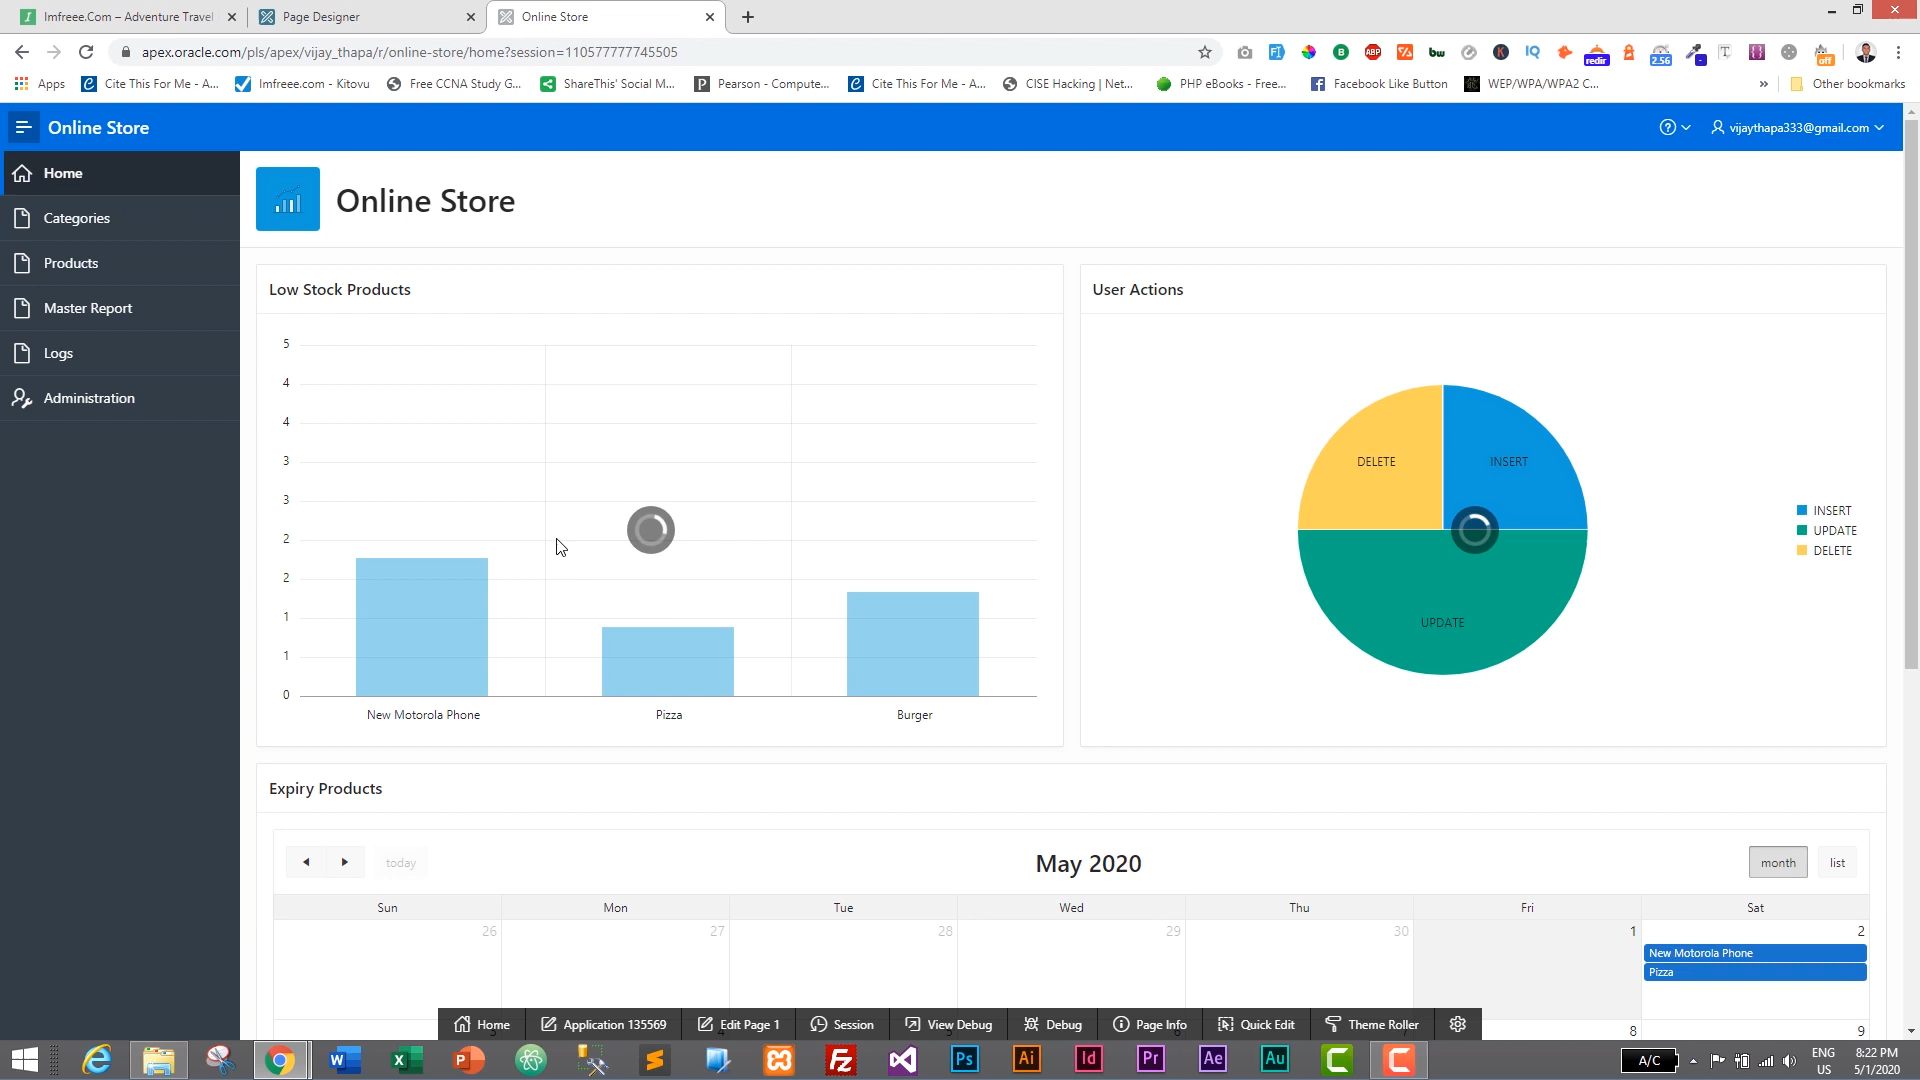 Imfreee.Com – Adventure Travel
Page Designer
Online Store
apex.oracle.com/pls/apex/vijay_thapa/r/online-store/home?session=110577777745505
redir
2.56
off
Apps
Cite This For Me - A...
Imfreee.com - Kitovu
Free CCNA Study G...
ShareThis' Social M...
Pearson - Compute...
Cite This For Me - A...
CISE Hacking | Net...
PHP eBooks - Free...
Facebook Like Button
WEP/WPA/WPA2 C...
Other bookmarks
Online Store
vijaythapa333@gmail.com
Home
Categories
Products
Master Report
Logs
Administration
Online Store
Low Stock Products
5
4
4
3
3
2
2
1
1
0
New Motorola Phone
Pizza
Burger
User Actions
DELETE
INSERT
UPDATE
INSERT
UPDATE
DELETE
Expiry Products
today
May 2020
month
list
Sun Mon Tue Wed Thu Fri Sat
26 27 28 29 30 1 2
New Motorola Phone
Pizza
8 9
Home
Application 135569
Edit Page 1
Session
View Debug
Debug
Page Info
Quick Edit
Theme Roller
A/C
ENG
US
8:22 PM
5/1/2020